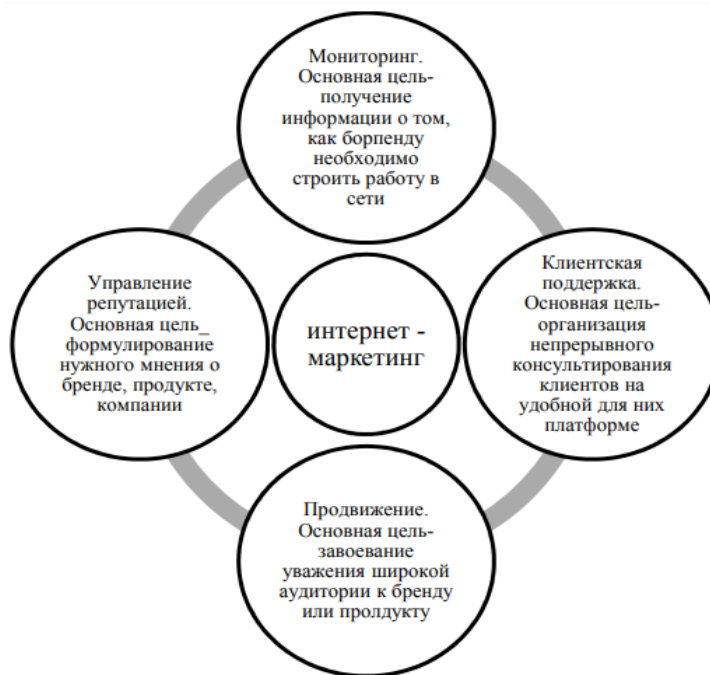 Мониторинг.
Основная цель-
получение
информации о том,
как борпенду
необходимо
строить работу в
сети
Управление
репутацией.
Основная цель_
формулирование
нужного мнения о
бренде, продукте,
компании
интернет -
маркетинг
Клиентская
поддержка.
Основная цель-
организация
непрерывного
консультирования
клиентов на
удобной для них
платформе
Продвижение.
Основная цель-
завоевание
уважения широкой
аудитории к бренду
или пролдукту